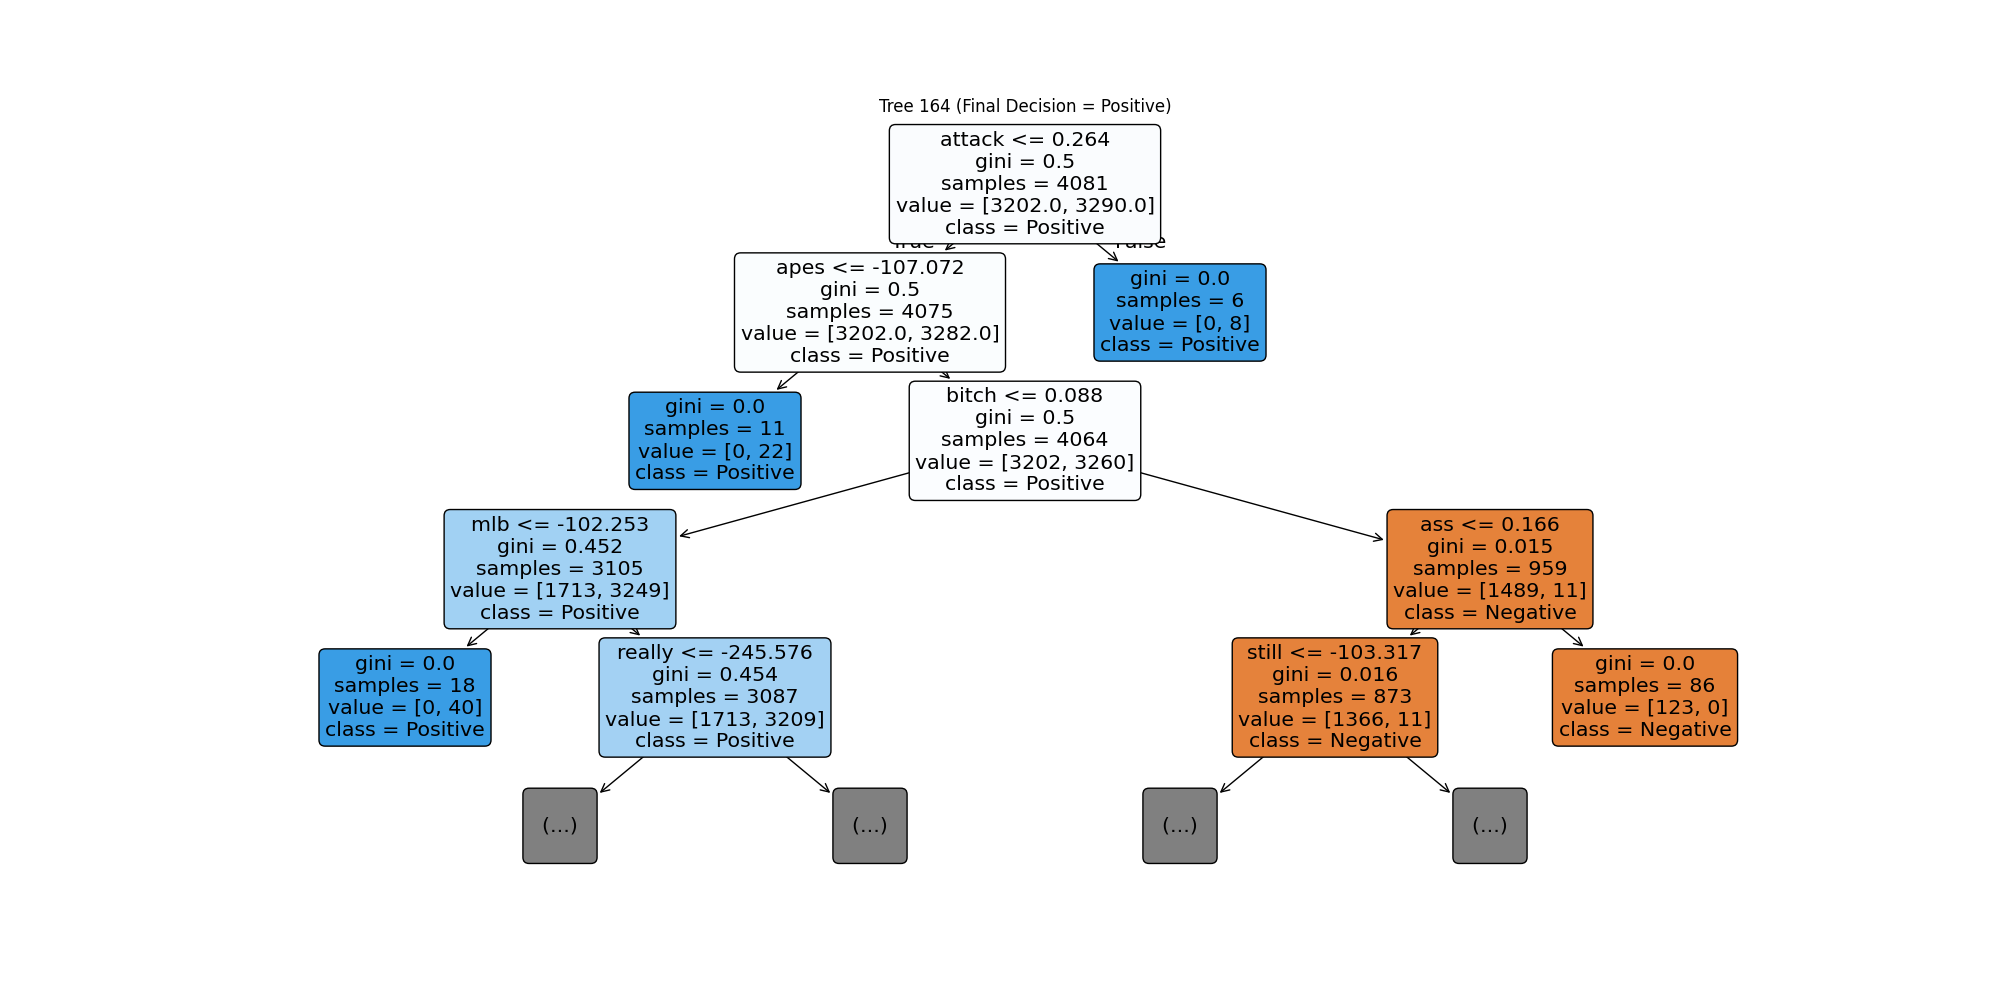 Tree 164 (Final Decision = Positive)
attack <= 0.264
gini = 0.5
samples = 4081
value = [3202.0, 3290.0]
class = Positive
True
False
apes <= -107.072
gini = 0.5
samples = 4075
value = [3202.0, 3282.0]
class = Positive
gini = 0.0
samples = 6
value = [0, 8]
class = Positive
gini = 0.0
samples = 11
value = [0, 22]
class = Positive
bitch <= 0.088
gini = 0.5
samples = 4064
value = [3202, 3260]
class = Positive
mlb <= -102.253
gini = 0.452
samples = 3105
value = [1713, 3249]
class = Positive
ass <= 0.166
gini = 0.015
samples = 959
value = [1489, 11]
class = Negative
gini = 0.0
samples = 18
value = [0, 40]
class = Positive
really <= -245.576
gini = 0.454
samples = 3087
value = [1713, 3209]
class = Positive
still <= -103.317
gini = 0.016
samples = 873
value = [1366, 11]
class = Negative
gini = 0.0
samples = 86
value = [123, 0]
class = Negative
(...)
(...)
(...)
(...)